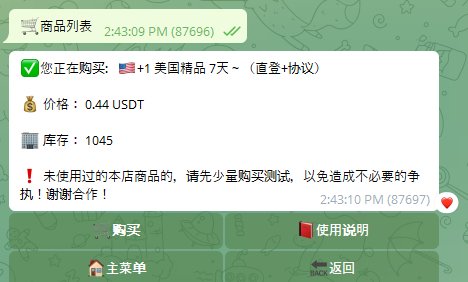 🛒商品列表 2:43:09 PM (87696)
✅您正在购买: 🇺🇸+1 美国精品 7天 ~ （直登+协议）
💰 价格 : 0.44 USDT
🏢 库存 : 1045
❗ 未使用过的本店商品的，请先少量购买测试，以免造成不必要的争
执！谢谢合作！ 2:43:10 PM (87697)
🛒购买 📕使用说明
🏠主菜单 🔙返回